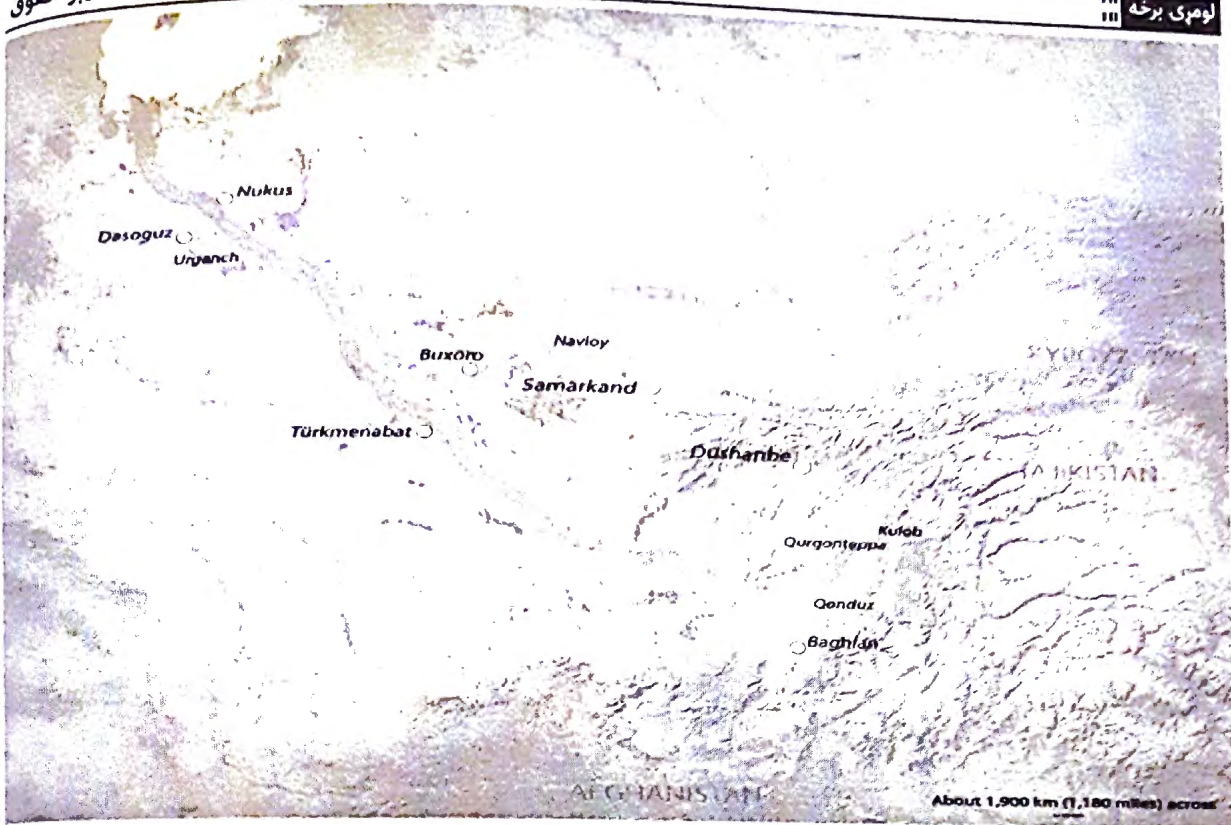 لومړی برخه
Nukus
Dasoguz
Urganch
Navloy
Buxoro
Samarkand
Türkmenabat
Dushanbe
TAJIKISTAN
Kulob
Qurgonteppa
Qonduz
Baghlan
AFGHANISTAN
About 1,900 km (1,180 miles) across